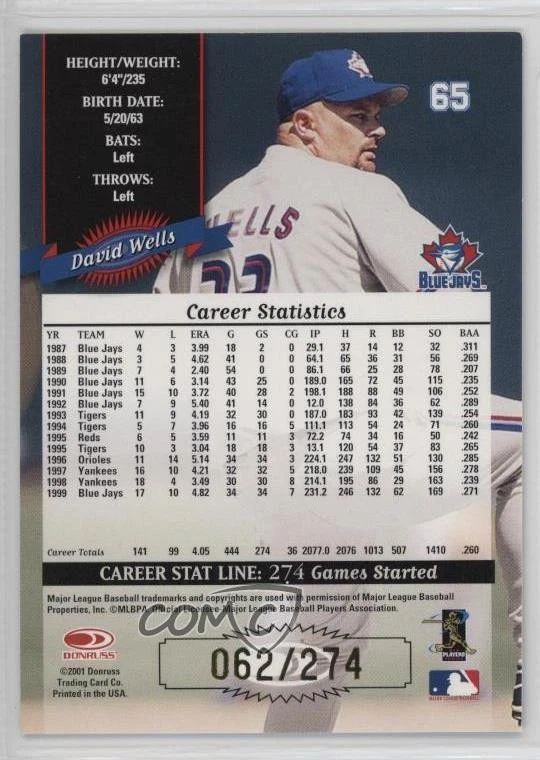 HEIGHT/WEIGHT:
6'4"/235
BIRTH DATE:
5/20/63
BATS:
Left
THROWS:
Left
65
David Wells
WELLS
BLUE JAYS
Career Statistics
YR TEAM W L ERA G GS CG IP H R BB SO BAA
1987 Blue Jays 4 3 3.99 18 2 0 29.1 37 14 12 32 .311
1988 Blue Jays 3 5 4.62 41 0 0 64.1 65 36 31 56 .269
1989 Blue Jays 7 4 2.40 54 0 0 86.1 66 25 28 78 .207
1990 Blue Jays 11 6 3.14 43 25 0 189.0 165 72 45 115 .235
1991 Blue Jays 15 10 3.72 40 28 2 198.1 188 88 49 106 .252
1992 Blue Jays 7 9 5.40 41 14 0 12.0 138 84 36 62 .289
1993 Tigers 11 9 4.19 32 30 0 187.0 183 93 42 139 .254
1994 Tigers 5 7 3.96 16 16 5 111.1 113 54 24 71 .260
1995 Reds 6 5 3.59 11 11 3 72.2 74 34 16 50 .242
1995 Tigers 10 3 3.04 18 18 3 13.1 120 54 37 83 .265
1996 Orioles 11 14 5.14 34 34 3 224.1 247 132 51 130 .285
1997 Yankees 16 10 4.21 32 32 5 218.0 239 109 45 156 .278
1998 Yankees 18 4 3.49 30 30 8 214.1 195 86 29 163 .239
1999 Blue Jays 17 10 4.82 34 34 7 231.2 246 132 62 169 .271
Career Totals 141 99 4.05 444 274 36 2077.0 2076 1013 507 1410 .260
CAREER STAT LINE: 274 Games Started
Major League Baseball trademarks and copyrights are used with permission of Major League Baseball
Properties, Inc. ©MLBPA. Official Licensee-Major League Baseball Players Association.
COMC
DONRUSS
©2001 Donruss
Trading Card Co.
Printed in the USA.
062/274
PLAYERS